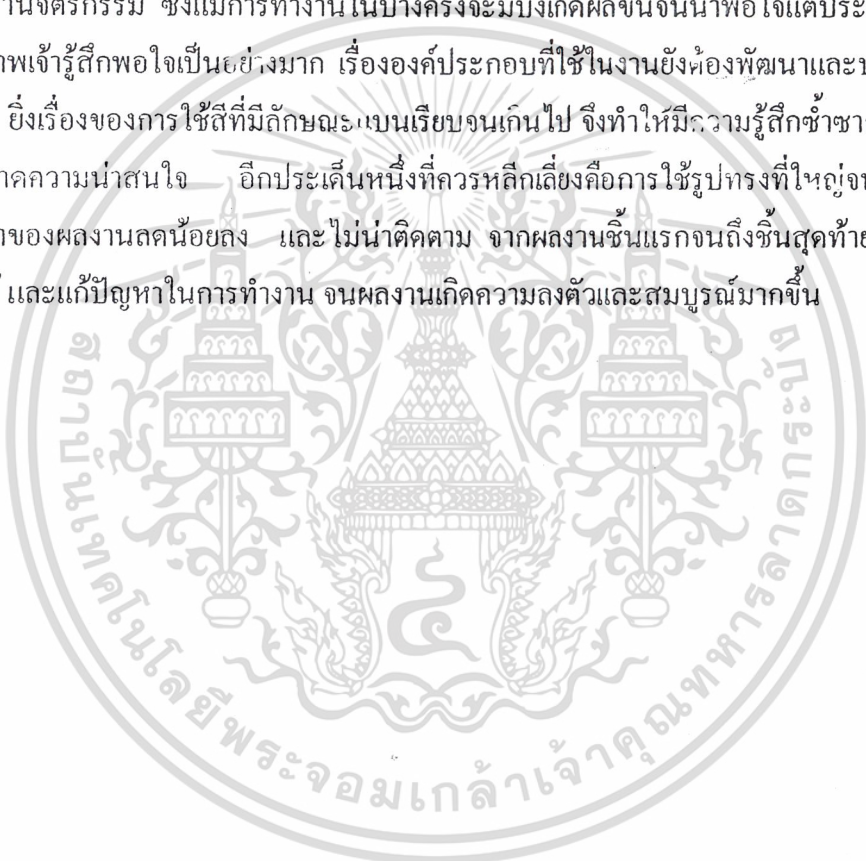 านจิตรกรรม ซึ่งแม้การทำงานในบางครั้งจะมิบังเกิดผลขึ้นจนน่าพอใจแต่ประ
าพเจ้ารู้สึกพอใจเป็นอย่างมาก เรื่ององค์ประกอบที่ใช้ในงานยังต้องพัฒนาและ
ยิ่งเรื่องของการใช้สีที่มีลักษณะแบนเรียบจนเกินไป จึงทำให้มีความรู้สึกซ้ำซา
าดความน่าสนใจ อีกประเด็นหนึ่งที่ควรหลีกเลี่ยงคือการใช้รูปทรงที่ใหญ่จน
าของผลงานลดน้อยลง และไม่น่าติดตาม จากผลงานชิ้นแรกจนถึงชิ้นสุดท้าย
และแก้ปัญหาในการทำงาน จนผลงานเกิดความลงตัวและสมบูรณ์มากขึ้น
สถาบันเทคโนโลยีพระจอมเกล้าเจ้าคุณทหารลาดกระบัง